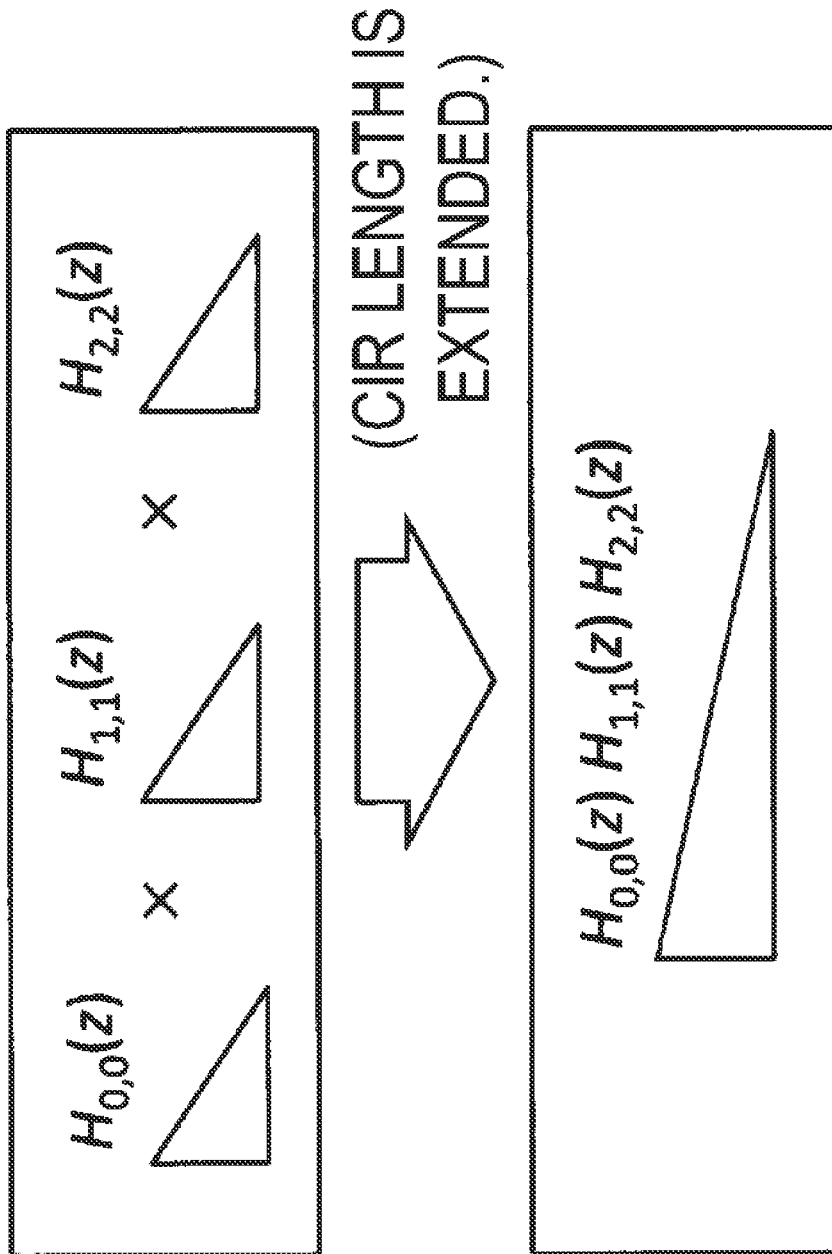 H0,0(z) × H1,1(z) × H2,2(z)
(CIR LENGTH IS
EXTENDED.)
H0,0(z) H1,1(z) H2,2(z)